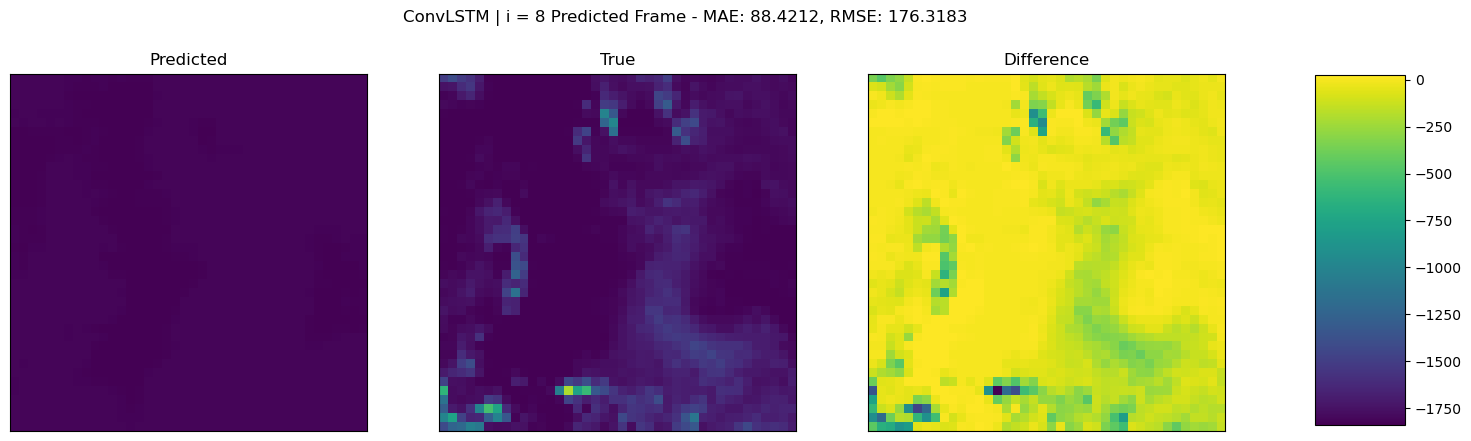 ConvLSTM | i = 8 Predicted Frame - MAE: 88.4212, RMSE: 176.3183
Predicted
True
Difference
0
−250
−500
−750
−1000
−1250
−1500
−1750